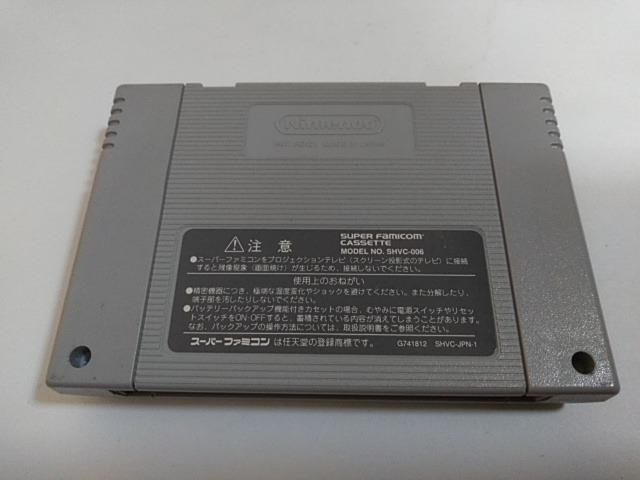 Nintendo
MADE IN JAPAN
⚠注意
SUPER FAMICOM
CASSETTE
MODEL NO. SHVC-006
●スーパーファミコンをプロジェクションテレビ(スクリーン投影式のテレビ)に接続
すると残像現象(画面焼け)が生じるため、接続しないでください。
使用上のおねがい
●精密機器につき、極端な温度変化やショックを避けてください。また分解したり、
端子部を汚したりしないでください。
●バッテリーバックアップ機能付きカセットの場合、むやみに電源スイッチやリセッ
トスイッチをON・OFFすると、蓄積されている内容が消えてしまうことがあります。
なお、バックアップの操作方法については、取扱説明書をご参照ください。
スーパーファミコンは任天堂の登録商標です。
G741812 SHVC-JPN-1